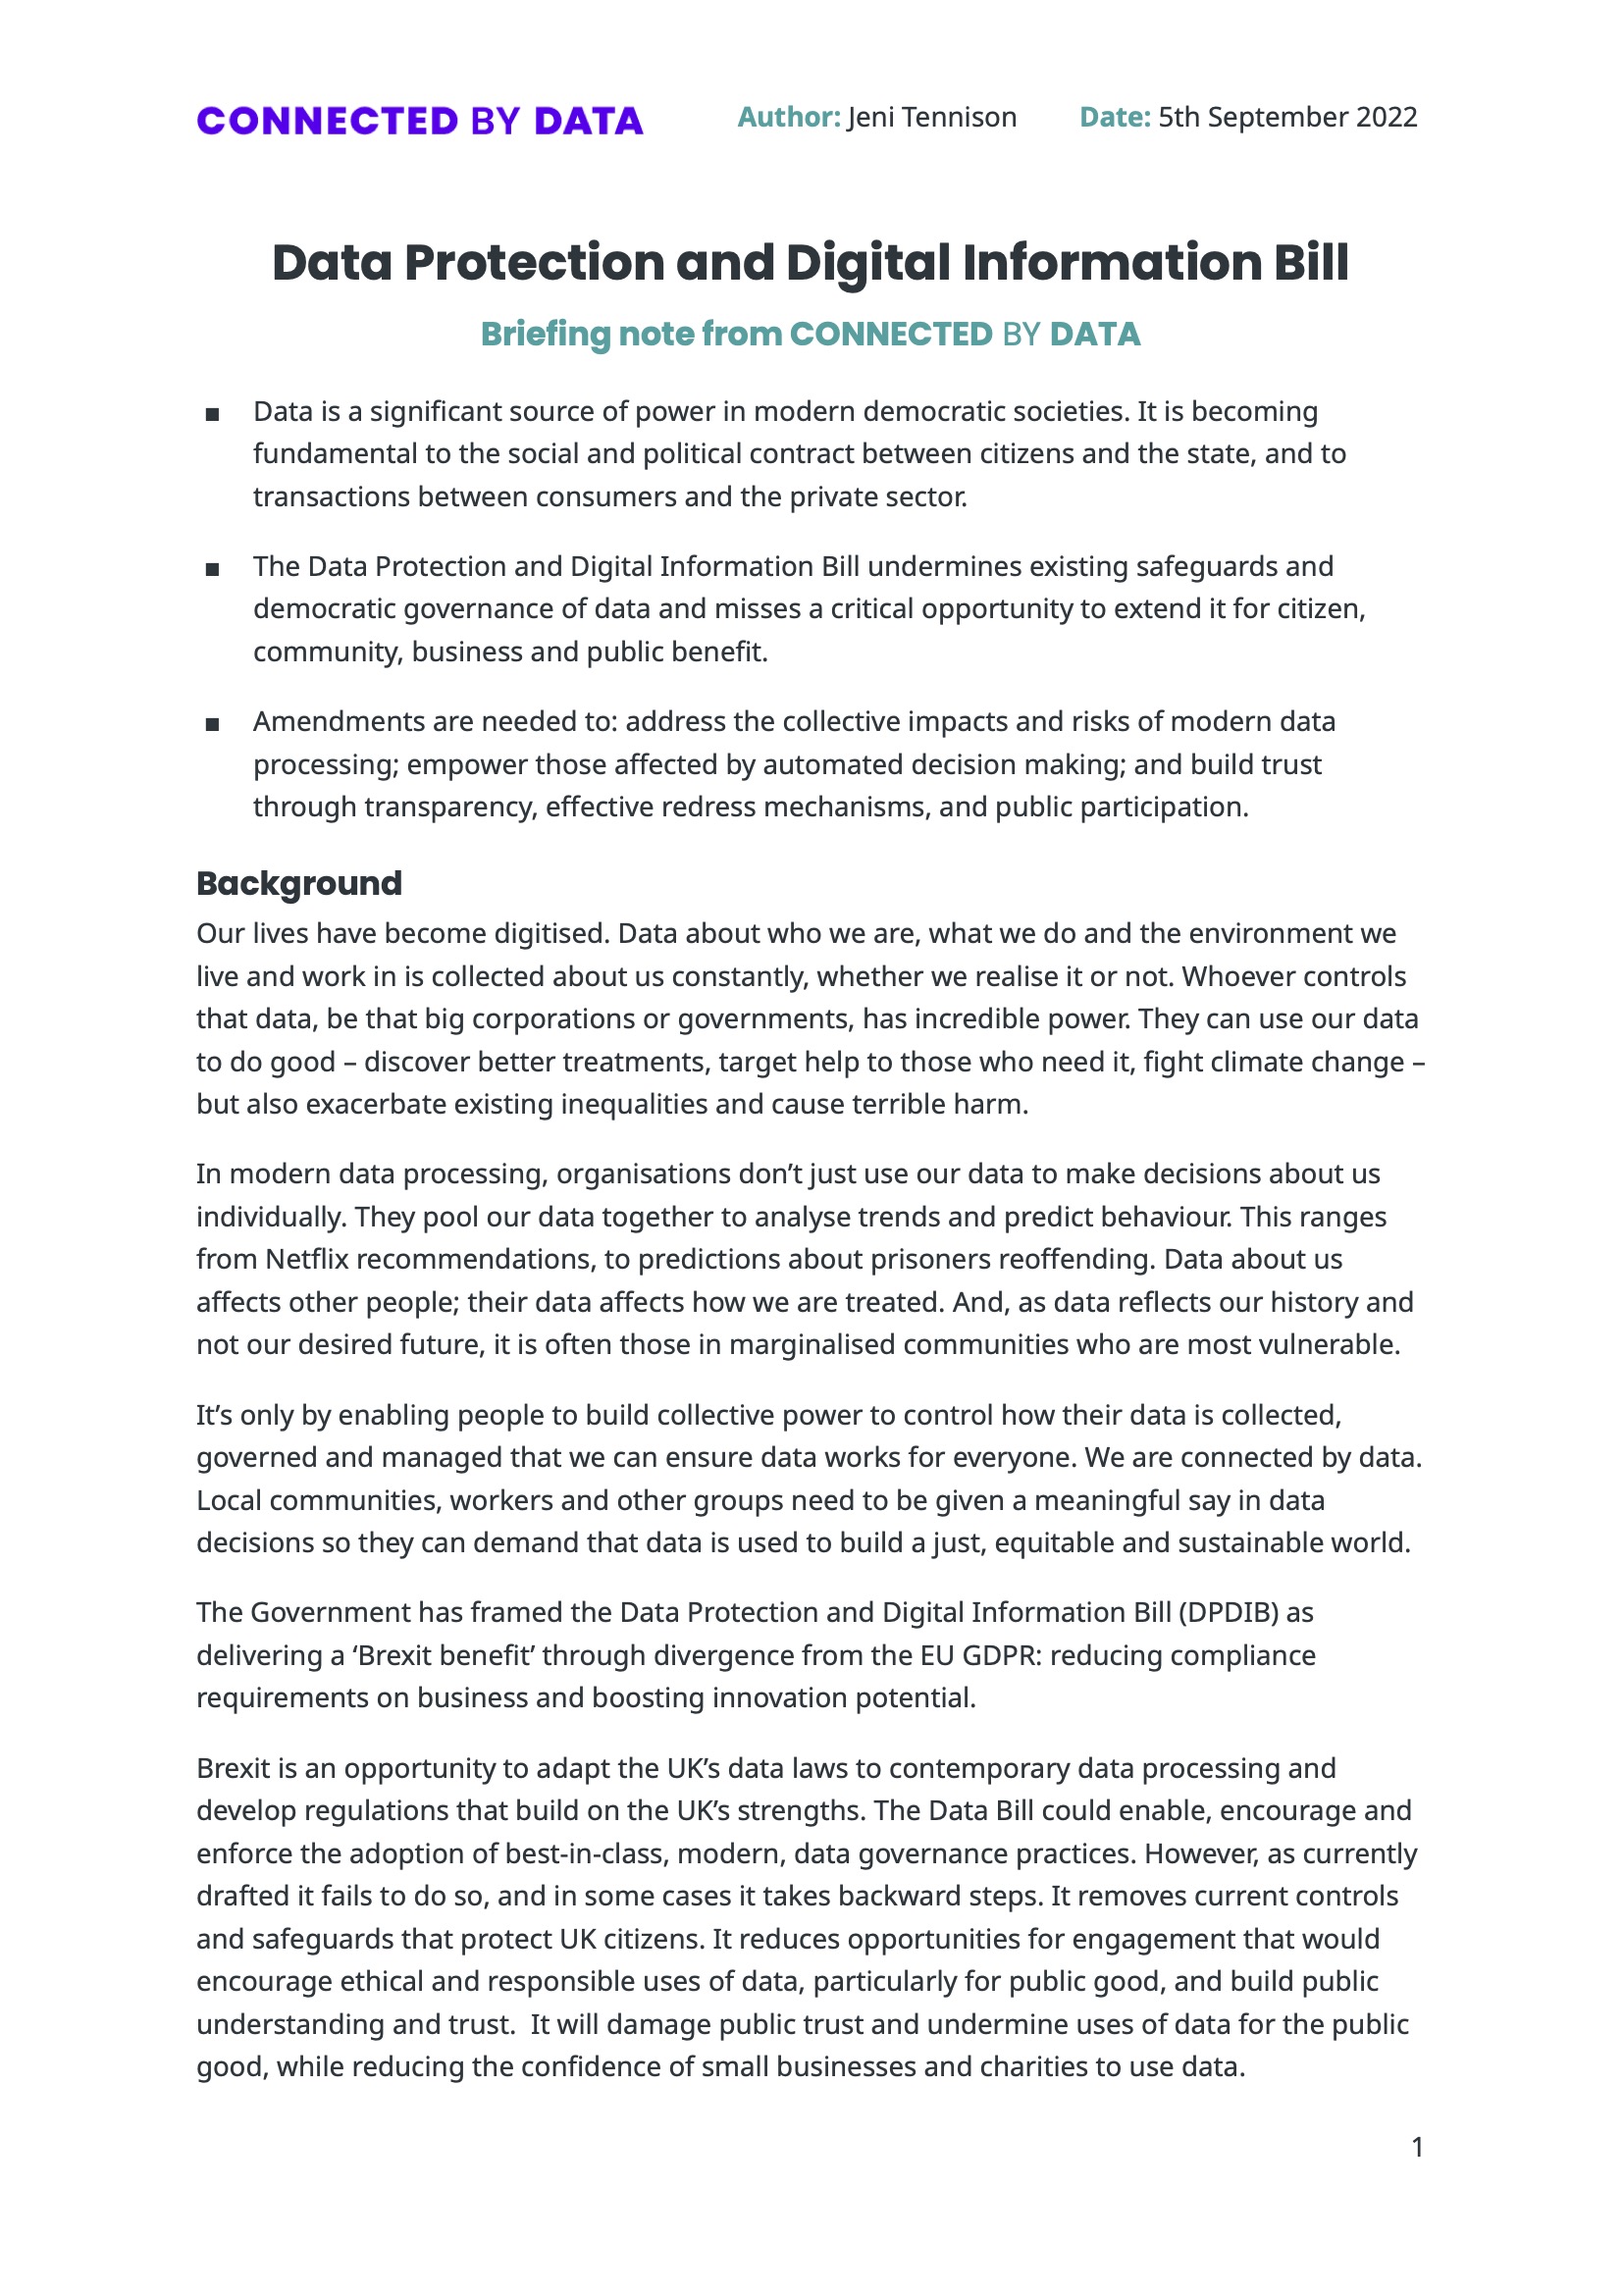 CONNECTED BY DATA Author: Jeni Tennison Date: 5th September 2022
Data Protection and Digital Information Bill
Briefing note from CONNECTED BY DATA
▪ Data is a significant source of power in modern democratic societies. It is becoming
fundamental to the social and political contract between citizens and the state, and to
transactions between consumers and the private sector.
▪ The Data Protection and Digital Information Bill undermines existing safeguards and
democratic governance of data and misses a critical opportunity to extend it for citizen,
community, business and public benefit.
▪ Amendments are needed to: address the collective impacts and risks of modern data
processing; empower those affected by automated decision making; and build trust
through transparency, effective redress mechanisms, and public participation.
Background
Our lives have become digitised. Data about who we are, what we do and the environment we
live and work in is collected about us constantly, whether we realise it or not. Whoever controls
that data, be that big corporations or governments, has incredible power. They can use our data
to do good – discover better treatments, target help to those who need it, fight climate change –
but also exacerbate existing inequalities and cause terrible harm.
In modern data processing, organisations don’t just use our data to make decisions about us
individually. They pool our data together to analyse trends and predict behaviour. This ranges
from Netflix recommendations, to predictions about prisoners reoffending. Data about us
affects other people; their data affects how we are treated. And, as data reflects our history and
not our desired future, it is often those in marginalised communities who are most vulnerable.
It’s only by enabling people to build collective power to control how their data is collected,
governed and managed that we can ensure data works for everyone. We are connected by data.
Local communities, workers and other groups need to be given a meaningful say in data
decisions so they can demand that data is used to build a just, equitable and sustainable world.
The Government has framed the Data Protection and Digital Information Bill (DPDIB) as
delivering a ‘Brexit benefit’ through divergence from the EU GDPR: reducing compliance
requirements on business and boosting innovation potential.
Brexit is an opportunity to adapt the UK’s data laws to contemporary data processing and
develop regulations that build on the UK’s strengths. The Data Bill could enable, encourage and
enforce the adoption of best-in-class, modern, data governance practices. However, as currently
drafted it fails to do so, and in some cases it takes backward steps. It removes current controls
and safeguards that protect UK citizens. It reduces opportunities for engagement that would
encourage ethical and responsible uses of data, particularly for public good, and build public
understanding and trust.  It will damage public trust and undermine uses of data for the public
good, while reducing the confidence of small businesses and charities to use data.
1